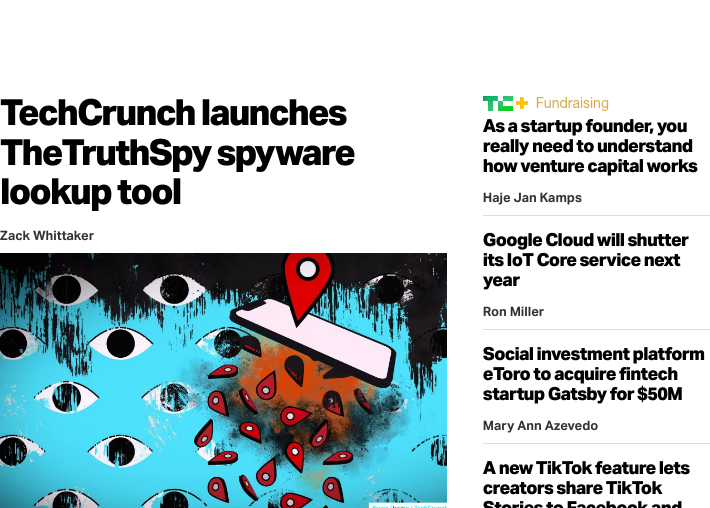 TechCrunch launches
TheTruthSpy spyware
lookup tool
Zack Whittaker
TC+ Fundraising
As a startup founder, you
really need to understand
how venture capital works
Haje Jan Kamps
Google Cloud will shutter
its IoT Core service next
year
Ron Miller
Social investment platform
eToro to acquire fintech
startup Gatsby for $50M
Mary Ann Azevedo
A new TikTok feature lets
creators share TikTok
Stories to Facebook and